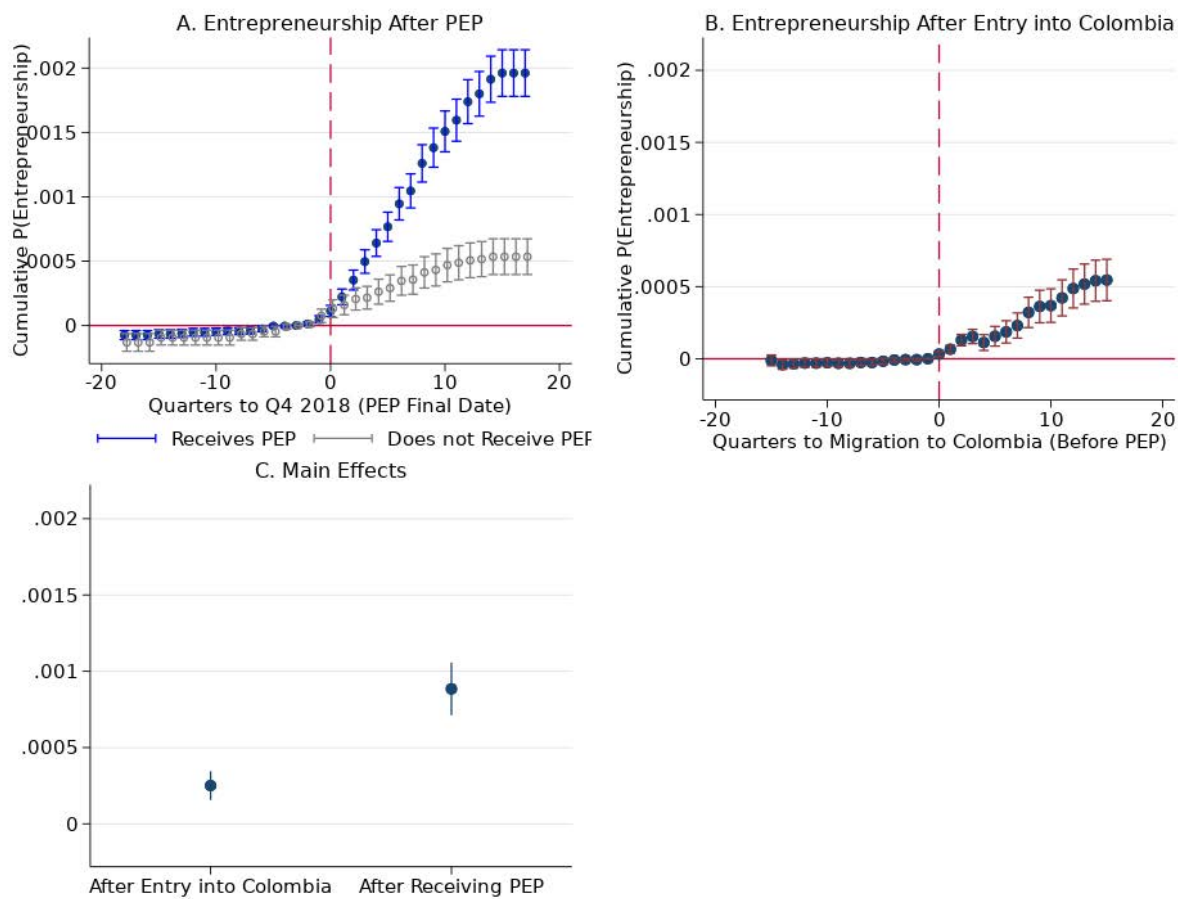 A. Entrepreneurship After PEP
Cumulative P(Entrepreneurship)
.002
.0015
.001
.0005
0
-20 -10 0 10 20
Quarters to Q4 2018 (PEP Final Date)
Receives PEP Does not Receive PEP
B. Entrepreneurship After Entry into Colombia
Cumulative P(Entrepreneurship)
.002
.0015
.001
.0005
0
-20 -10 0 10 20
Quarters to Migration to Colombia (Before PEP)
C. Main Effects
.002
.0015
.001
.0005
0
After Entry into Colombia After Receiving PEP